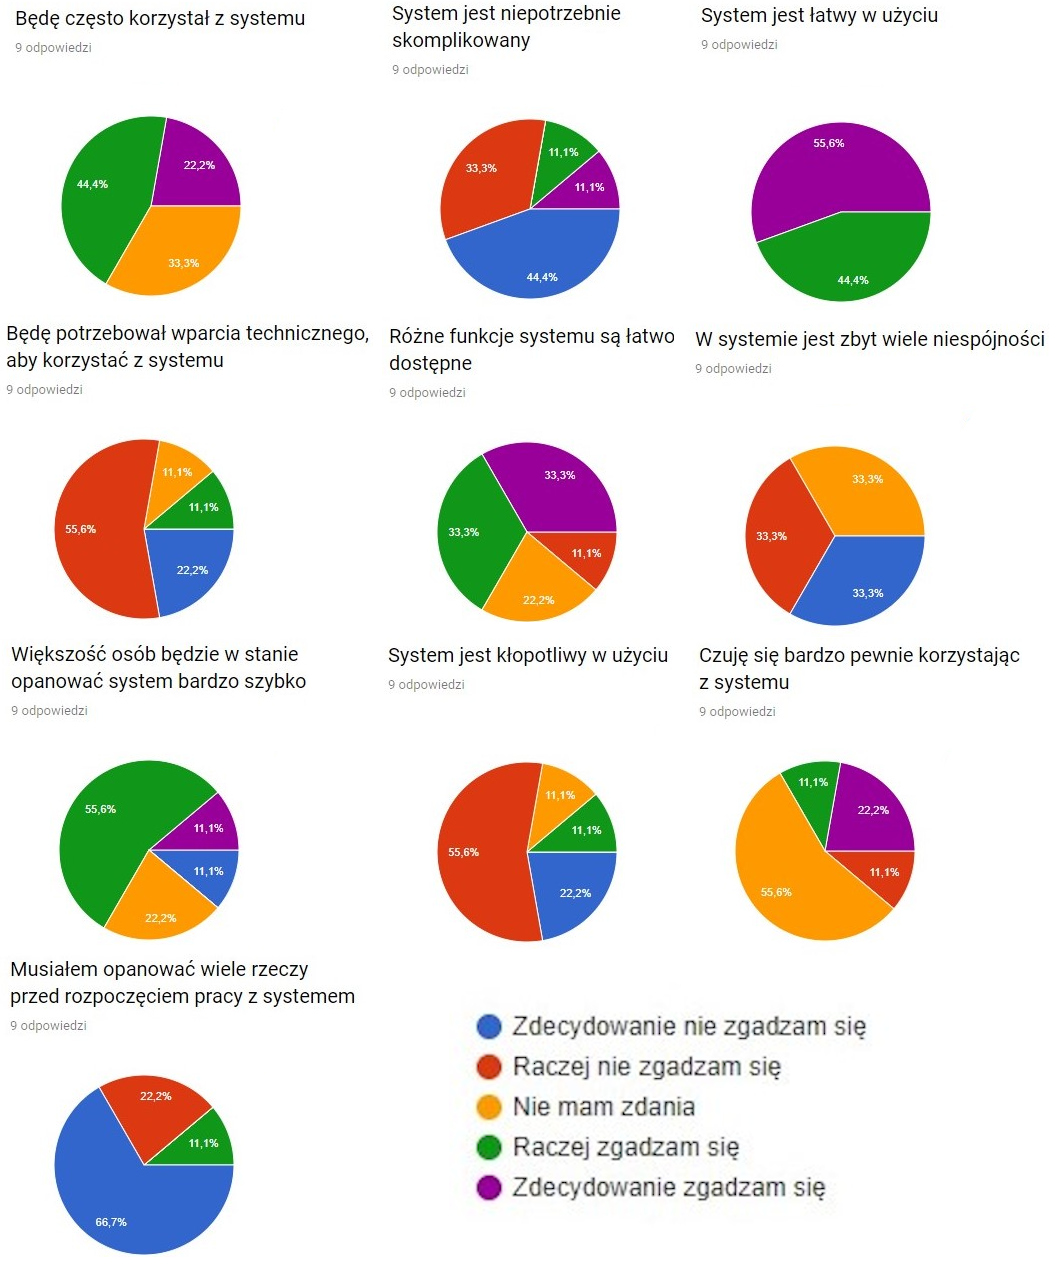 Będę często korzystał z systemu
9 odpowiedzi
22,2%
44,4%
33,3%
System jest niepotrzebnie
skomplikowany
9 odpowiedzi
11,1%
33,3%
11,1%
44,4%
System jest łatwy w użyciu
9 odpowiedzi
55,6%
44,4%
Będę potrzebował wparcia technicznego,
aby korzystać z systemu
9 odpowiedzi
11,1%
11,1%
55,6%
22,2%
Różne funkcje systemu są łatwo
dostępne
9 odpowiedzi
33,3%
33,3%
11,1%
22,2%
W systemie jest zbyt wiele niespójności
9 odpowiedzi
33,3%
33,3%
33,3%
Większość osób będzie w stanie
opanować system bardzo szybko
9 odpowiedzi
55,6%
11,1%
11,1%
22,2%
System jest kłopotliwy w użyciu
9 odpowiedzi
11,1%
11,1%
55,6%
22,2%
Czuję się bardzo pewnie korzystając
z systemu
9 odpowiedzi
11,1%
22,2%
11,1%
55,6%
Musiałem opanować wiele rzeczy
przed rozpoczęciem pracy z systemem
9 odpowiedzi
22,2%
11,1%
66,7%
Zdecydowanie nie zgadzam się
Raczej nie zgadzam się
Nie mam zdania
Raczej zgadzam się
Zdecydowanie zgadzam się